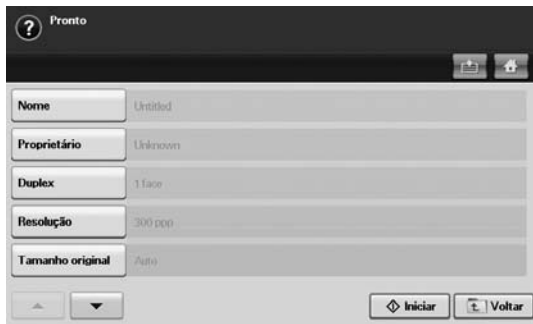 Pronto
Nome Untitled
Proprietário Unknown
Duplex 1 face
Resolução 300 ppp
Tamanho original Auto
Iniciar Voltar